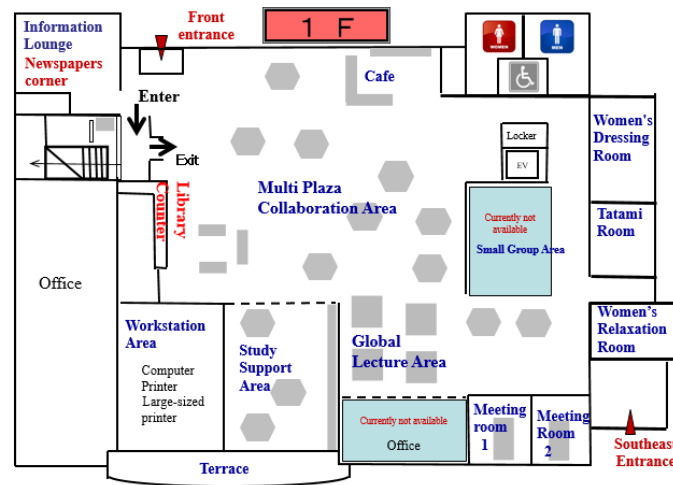 Information
Lounge
Newspapers
corner
Front
entrance
1 F
WOMEN
MEN
Cafe
Enter
Exit
Locker
EV
Women's
Dressing
Room
Library
Counter
Multi Plaza
Collaboration Area
Currently not
available
Small Group Area
Tatami
Room
Office
Women's
Relaxation
Room
Workstation
Area
Computer
Printer
Large-sized
printer
Study
Support
Area
Global
Lecture Area
Currently not available
Office
Meeting
room
1
Meeting
Room
2
Southeast
Entrance
Terrace